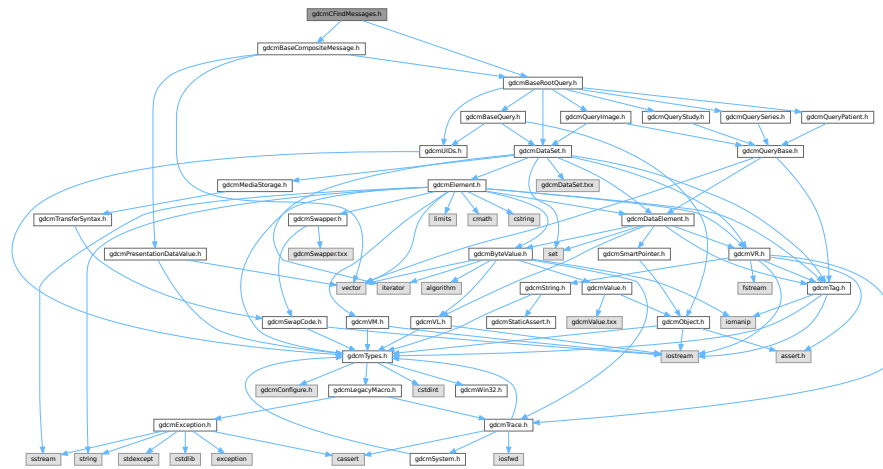 gdcmCFindMessages.h
gdcmBaseCompositeMessage.h
gdcmBaseRootQuery.h
gdcmBaseQuery.h
gdcmQueryImage.h
gdcmQueryStudy.h
gdcmQuerySeries.h
gdcmQueryPatient.h
gdcmUIDs.h
gdcmDataSet.h
gdcmQueryBase.h
gdcmMediaStorage.h
gdcmElement.h
gdcmDataSet.txx
gdcmTransferSyntax.h
gdcmSwapper.h
limits
cmath
cstring
gdcmDataElement.h
gdcmPresentationDataValue.h
gdcmSwapper.txx
gdcmByteValue.h
set
gdcmSmartPointer.h
gdcmVR.h
vector
iterator
algorithm
gdcmString.h
gdcmValue.h
fstream
gdcmTag.h
gdcmSwapCode.h
gdcmVM.h
gdcmVL.h
gdcmStaticAssert.h
gdcmValue.txx
gdcmObject.h
iomanip
gdcmTypes.h
iostream
assert.h
gdcmConfigure.h
gdcmLegacyMacro.h
cstdint
gdcmWin32.h
gdcmException.h
gdcmTrace.h
sstream
string
stdexcept
cstdlib
exception
cassert
gdcmSystem.h
iosfwd